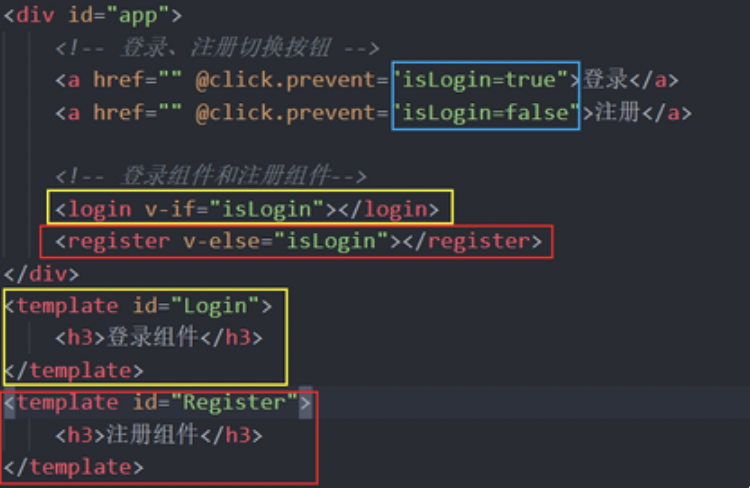 <div id="app">
<!-- 登录、注册切换按钮 -->
<a href="" @click.prevent="isLogin=true">登录</a>
<a href="" @click.prevent="isLogin=false">注册</a>
<!-- 登录组件和注册组件-->
<login v-if="isLogin"></login>
<register v-else="isLogin"></register>
</div>
<template id="Login">
<h3>登录组件</h3>
</template>
<template id="Register">
<h3>注册组件</h3>
</template>